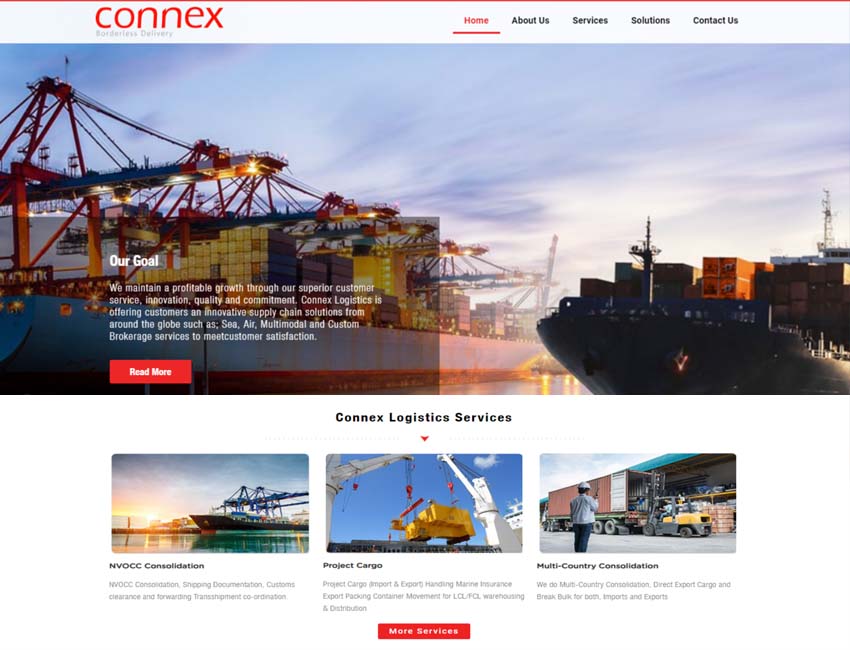 connex
Borderless Delivery
Home About Us Services Solutions Contact Us
Our Goal
We maintain a profitable growth through our superior customer
service, innovation, quality and commitment. Connex Logistics is
offering customers an innovative supply chain solutions from
around the globe such as; Sea, Air, Multimodal and Custom
Brokerage services to meetcustomer satisfaction.
Read More
Connex Logistics Services
NVOCC Consolidation
NVOCC Consolidation, Shipping Documentation, Customs
clearance and forwarding Transshipment co-ordination
Project Cargo
Project Cargo (Import & Export) Handling Marine Insurance
Export Packing Container Movement for LCL/FCL warehousing
& Distribution
Multi-Country Consolidation
We do Multi-Country Consolidation, Direct Export Cargo and
Break Bulk for both, Imports and Exports
More Services